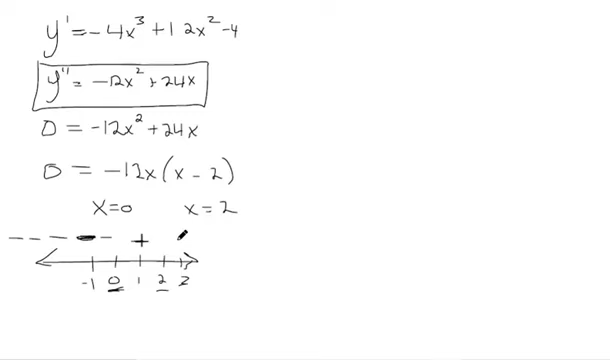 y' = -4x³ + 12x² - 4
y'' = -12x² + 24x
0 = -12x² + 24x
0 = -12x(x - 2)
x=0 x=2
- - - - - +
-1 0 1 2 3